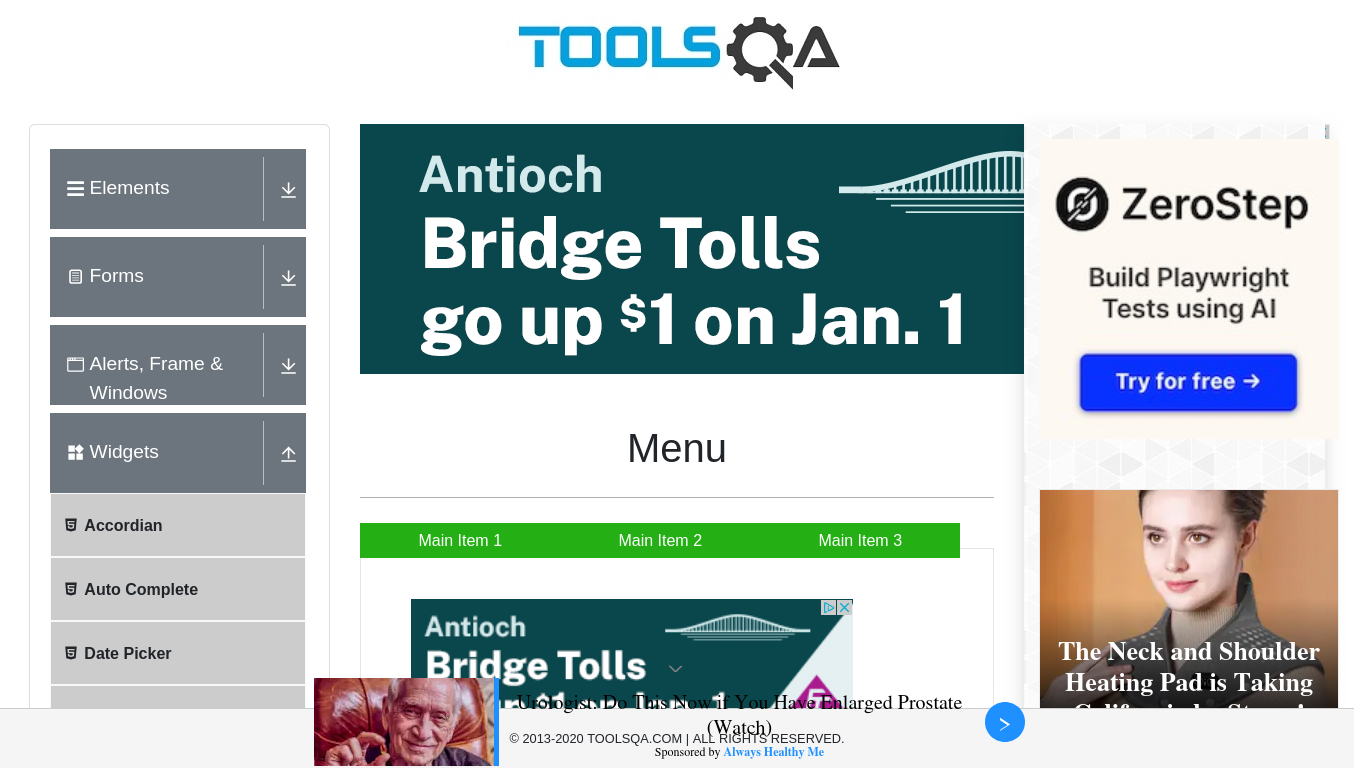 TOOLSQA
Elements
Forms
Alerts, Frame &
Windows
Widgets
Accordian
Auto Complete
Date Picker
Antioch
Bridge Tolls
go up $1 on Jan. 1
Menu
Main Item 1
Main Item 2
Main Item 3
Antioch
Bridge Tolls
ZeroStep
Build Playwright
Tests using AI
Try for free →
The Neck and Shoulder
Heating Pad is Taking
Urologist: Do This Now if You Have Enlarged Prostate
(Watch)
© 2013-2020 TOOLSQA.COM | ALL RIGHTS RESERVED.
Sponsored by Always Healthy Me